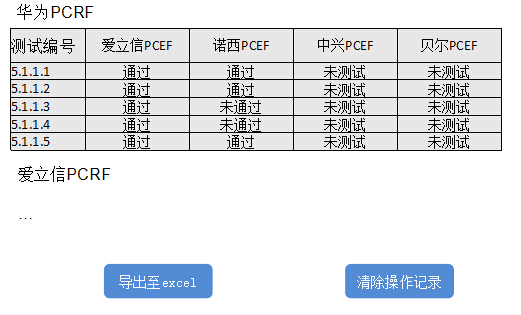 华为PCRF
测试编号 爱立信PCEF 诺西PCEF 中兴PCEF 贝尔PCEF
5.1.1.1 通过 通过 未测试 未测试
5.1.1.2 通过 通过 未测试 未测试
5.1.1.3 通过 未通过 未测试 未测试
5.1.1.4 通过 未通过 未测试 未测试
5.1.1.5 通过 通过 未测试 未测试
爱立信PCRF
...
导出至excel 清除操作记录